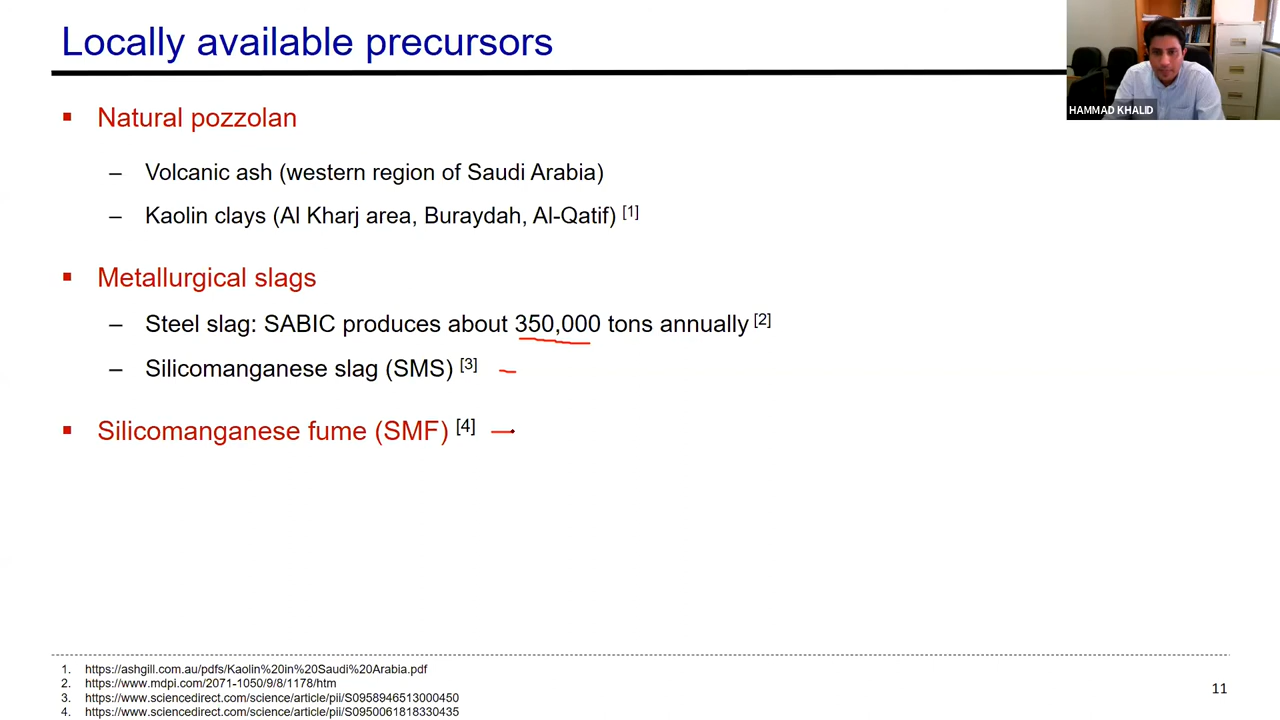 Locally available precursors
HAMMAD KHALID
▪ Natural pozzolan
– Volcanic ash (western region of Saudi Arabia)
– Kaolin clays (Al Kharj area, Buraydah, Al-Qatif) [1]
▪ Metallurgical slags
– Steel slag: SABIC produces about 350,000 tons annually [2]
– Silicomanganese slag (SMS) [3]
▪ Silicomanganese fume (SMF) [4]
1. https://ashgill.com.au/pdfs/Kaolin%20in%20Saudi%20Arabia.pdf
2. https://www.mdpi.com/2071-1050/9/8/1178/htm
3. https://www.sciencedirect.com/science/article/pii/S0958946513000450
4. https://www.sciencedirect.com/science/article/pii/S0950061818330435
11